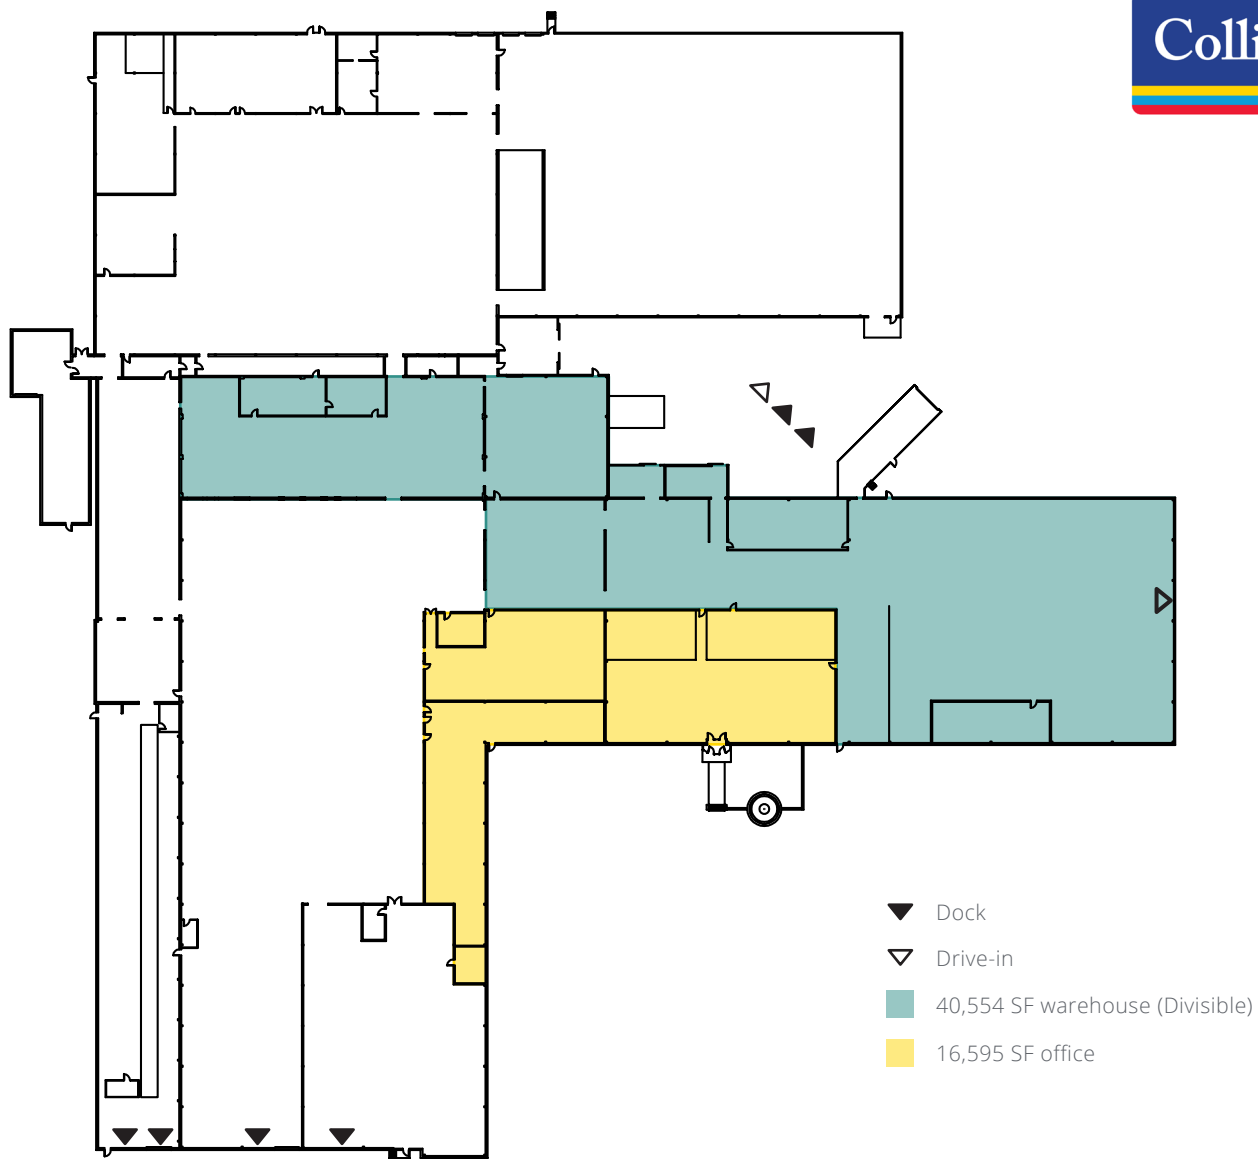 Colli
Dock
Drive-in
40,554 SF warehouse (Divisible)
16,595 SF office